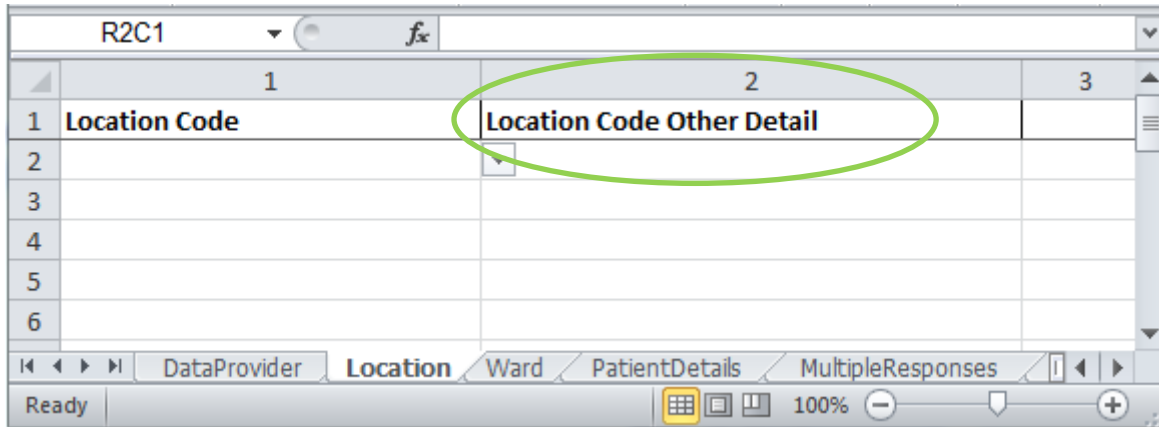 R2C1 fx
1 2 3
1 Location Code Location Code Other Detail
2
3
4
5
6
DataProvider Location Ward PatientDetails MultipleResponses
Ready 100%